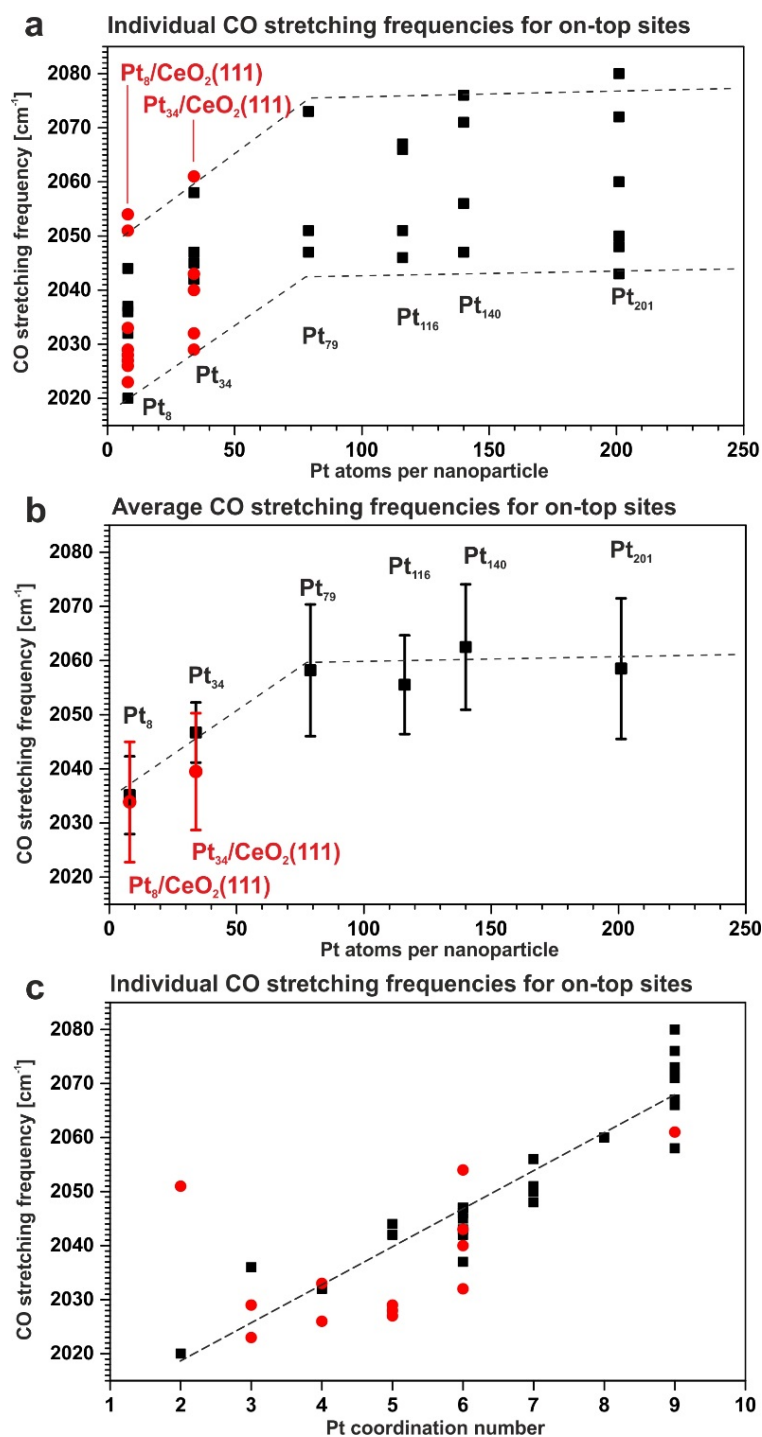 a Individual CO stretching frequencies for on-top sites
Pt₈/CeO₂(111)
Pt₃₄/CeO₂(111)
CO stretching frequency [cm⁻¹]
2080
2070
2060
2050
2040
2030
2020
Pt₈
Pt₃₄
Pt₇₉
Pt₁₁₆
Pt₁₄₀
Pt₂₀₁
0 50 100 150 200 250
Pt atoms per nanoparticle
b Average CO stretching frequencies for on-top sites
CO stretching frequency [cm⁻¹]
2080
2070
2060
2050
2040
2030
2020
Pt₈
Pt₃₄
Pt₇₉
Pt₁₁₆
Pt₁₄₀
Pt₂₀₁
Pt₃₄/CeO₂(111)
Pt₈/CeO₂(111)
0 50 100 150 200 250
Pt atoms per nanoparticle
c Individual CO stretching frequencies for on-top sites
CO stretching frequency [cm⁻¹]
2080
2070
2060
2050
2040
2030
2020
1 2 3 4 5 6 7 8 9 10
Pt coordination number